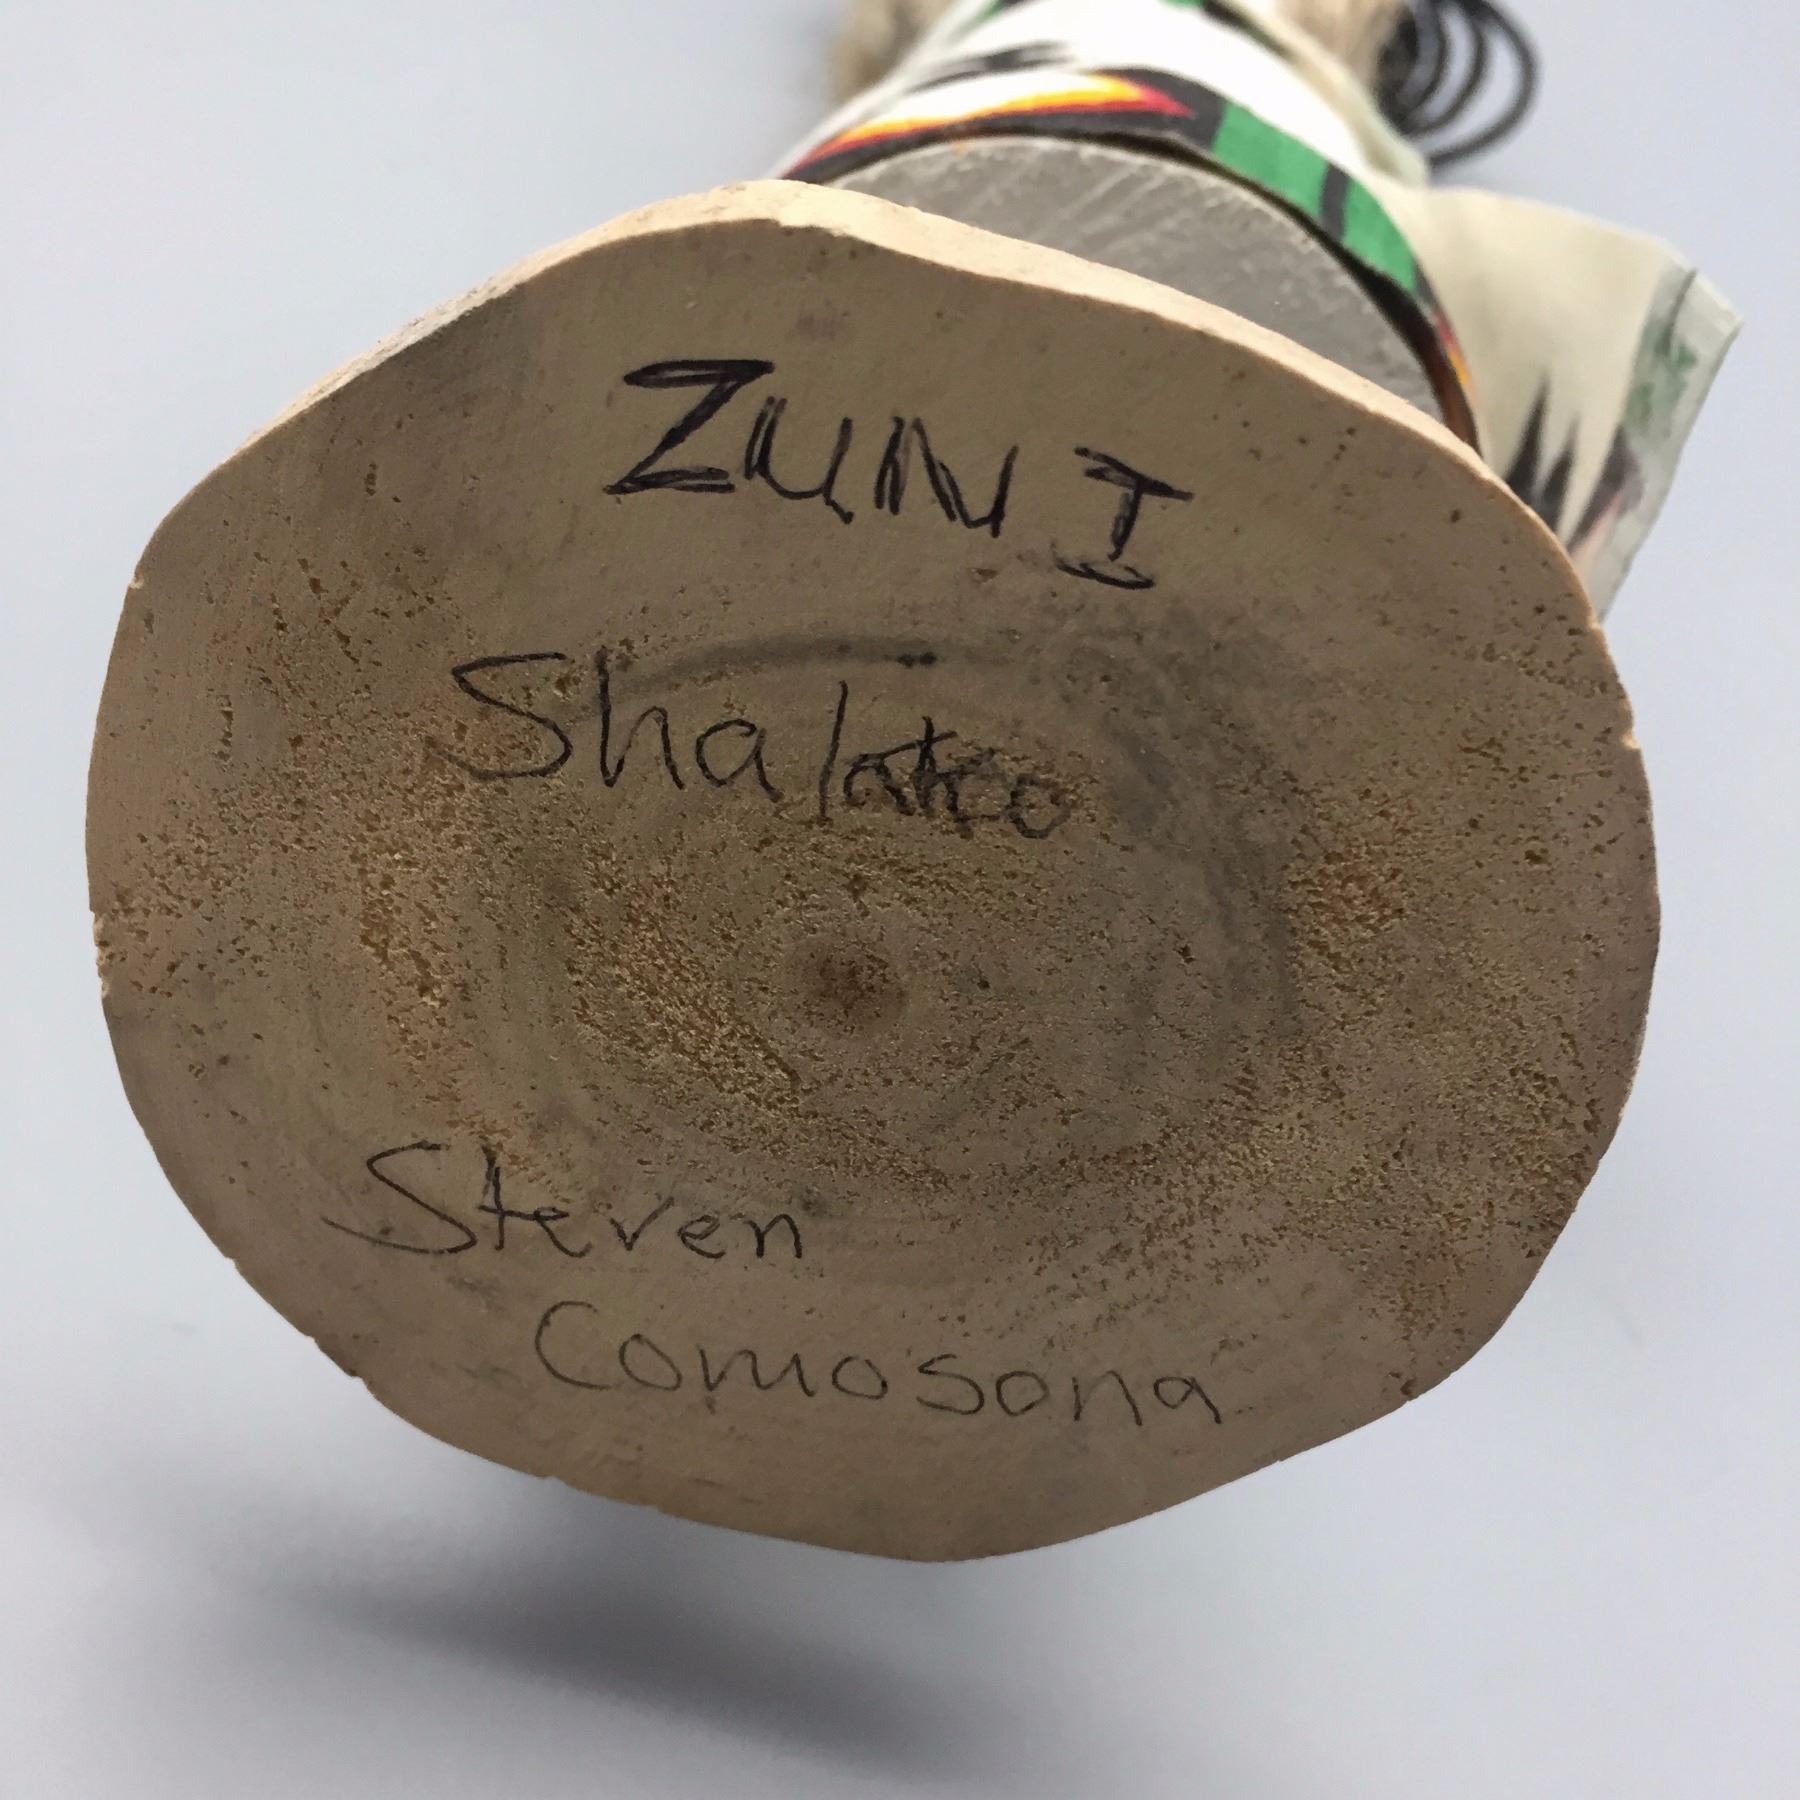 ZUNI
Shalako
Steven
Comosona